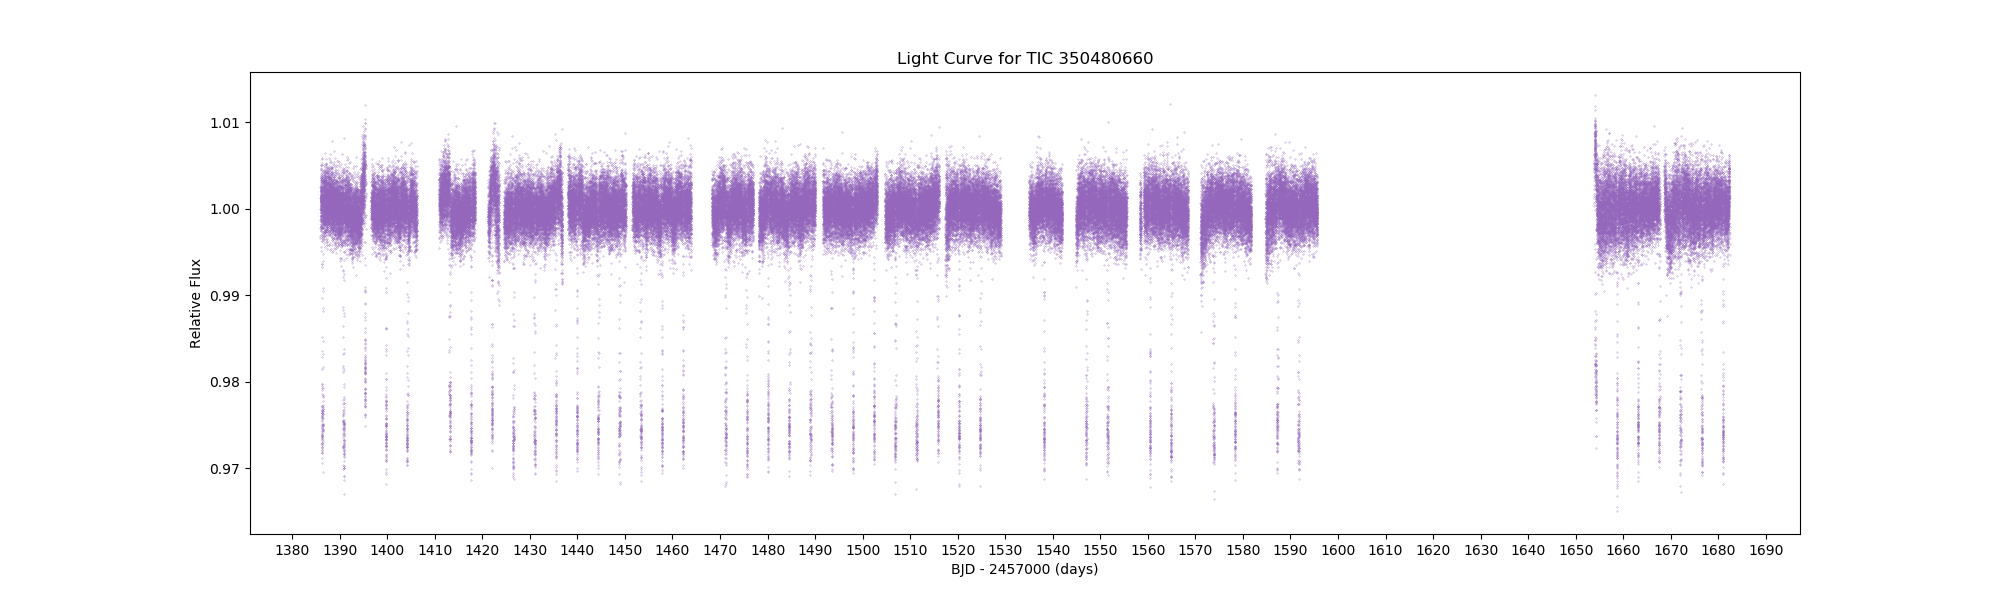 Light Curve for TIC 350480660
Relative Flux
1.01
1.00
0.99
0.98
0.97
1380 1390 1400 1410 1420 1430 1440 1450 1460 1470 1480 1490 1500 1510 1520 1530 1540 1550 1560 1570 1580 1590 1600 1610 1620 1630 1640 1650 1660 1670 1680 1690
BJD - 2457000 (days)